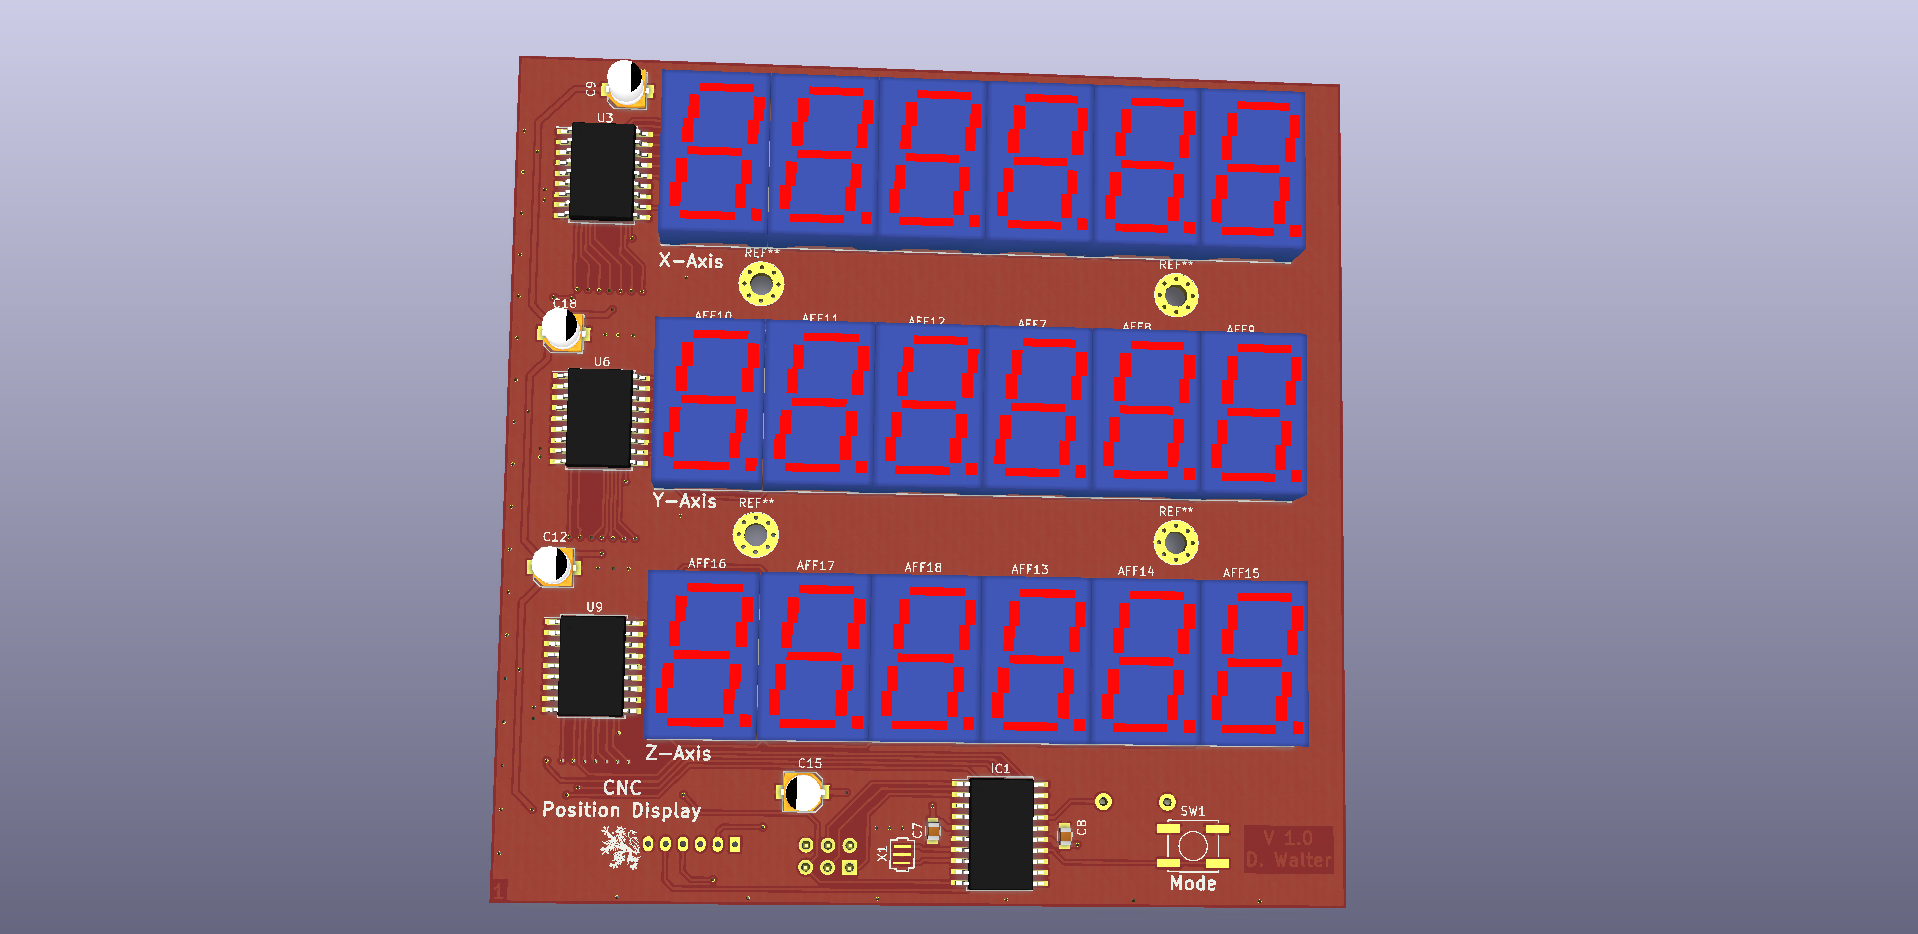 C9
U3
X-Axis
REF**
REF**
C18
AFF10
AFF11
AFF12
AFF7
AFF8
AFF9
U6
Y-Axis
REF**
REF**
C12
AFF16
AFF17
AFF18
AFF13
AFF14
AFF15
U9
Z-Axis
CNC
Position Display
C15
IC1
C7
C8
X1
SW1
Mode
V 1.0
D. Walter
1